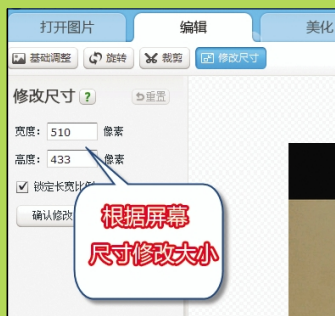 打开图片 编辑 美化
基础调整 旋转 裁剪 修改尺寸
修改尺寸 ? 重置
宽度: 510 像素
高度: 433 像素
锁定长宽比例
确认修改
根据屏幕
尺寸修改大小